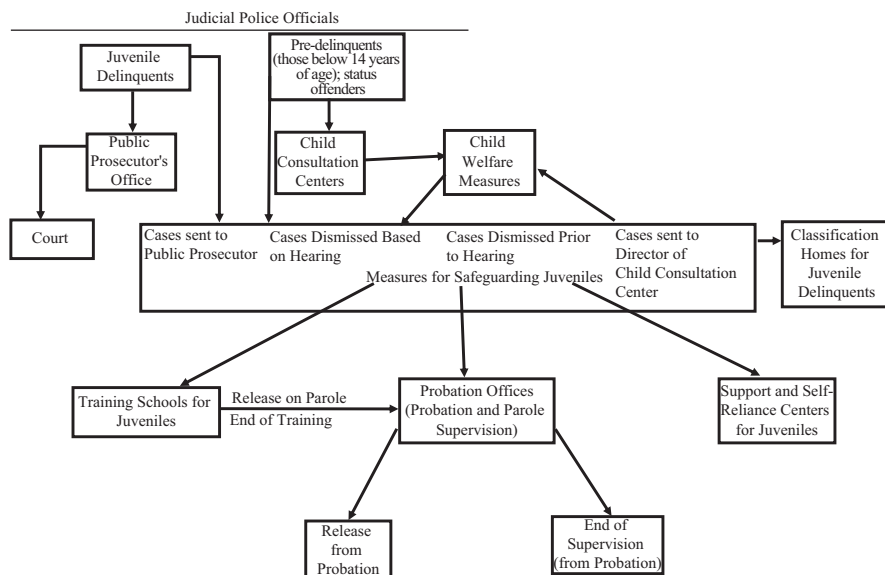 Judicial Police Officials
Juvenile
Delinquents
Pre-delinquents
(those below 14 years
of age); status
offenders
Public
Prosecutor's
Office
Child
Consultation
Centers
Child
Welfare
Measures
Court
Cases sent to
Public Prosecutor
Cases Dismissed Based
on Hearing
Cases Dismissed Prior
to Hearing
Cases sent to
Director of
Child Consultation
Center
Measures for Safeguarding Juveniles
Classification
Homes for
Juvenile
Delinquents
Training Schools for
Juveniles
Release on Parole
End of Training
Probation Offices
(Probation and Parole
Supervision)
Support and Self-
Reliance Centers
for Juveniles
Release
from
Probation
End of
Supervision
(from Probation)